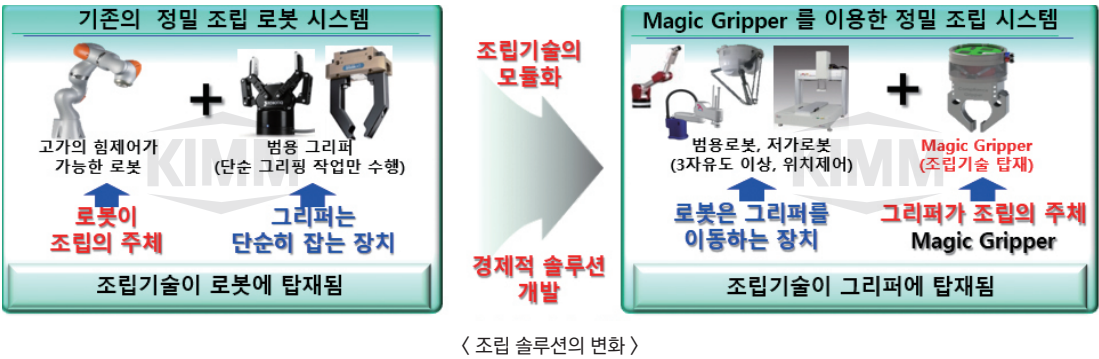 기존의 정밀 조립 로봇 시스템
고가의 힘제어가
가능한 로봇
+
범용 그리퍼
(단순 그리핑 작업만 수행)
로봇이
조립의 주체
그리퍼는
단순히 잡는 장치
조립기술이 로봇에 탑재됨
조립기술의
모듈화
경제적 솔루션
개발
Magic Gripper 를 이용한 정밀 조립 시스템
범용로봇, 저가로봇
(3자유도 이상, 위치제어)
+
Magic Gripper
(조립기술 탑재)
로봇은 그리퍼를
이동하는 장치
그리퍼가 조립의 주체
Magic Gripper
조립기술이 그리퍼에 탑재됨
KIMM
KIMM
〈 조립 솔루션의 변화 〉